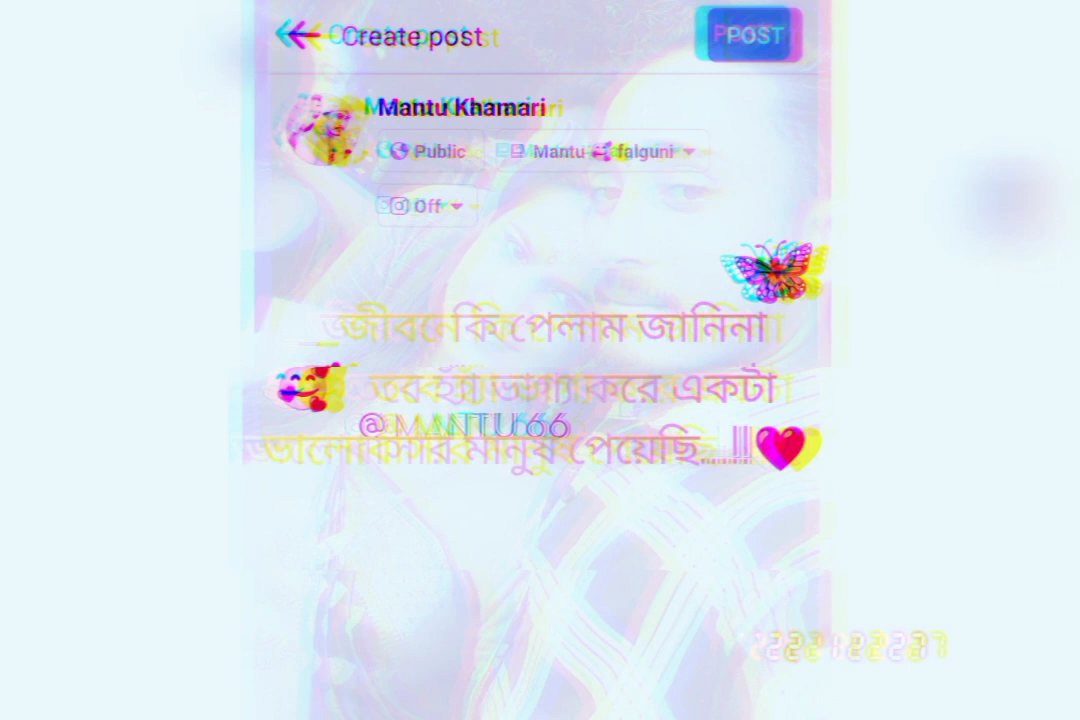 Create post
POST
Mantu Khamari
Public
Mantu 🥰 falguni
Off
জীবনে কি পেলাম জানিনা
তবে হ্যাঁ ভাগ্য করে একটা
@MANTU66
ভালোবাসার মানুষ পেয়েছি